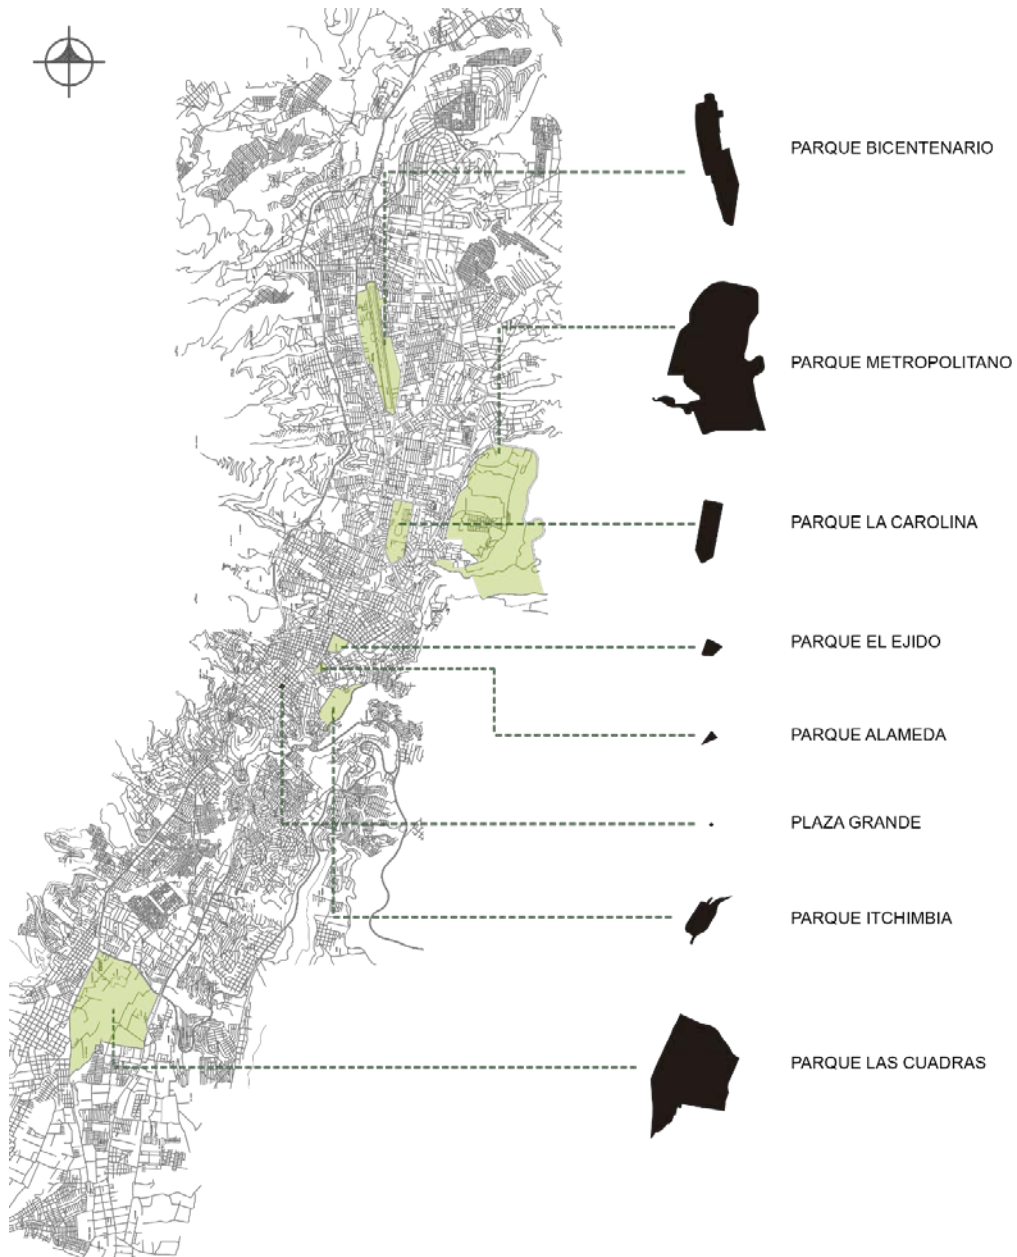 PARQUE BICENTENARIO
PARQUE METROPOLITANO
PARQUE LA CAROLINA
PARQUE EL EJIDO
PARQUE ALAMEDA
PLAZA GRANDE
PARQUE ITCHIMBIA
PARQUE LAS CUADRAS